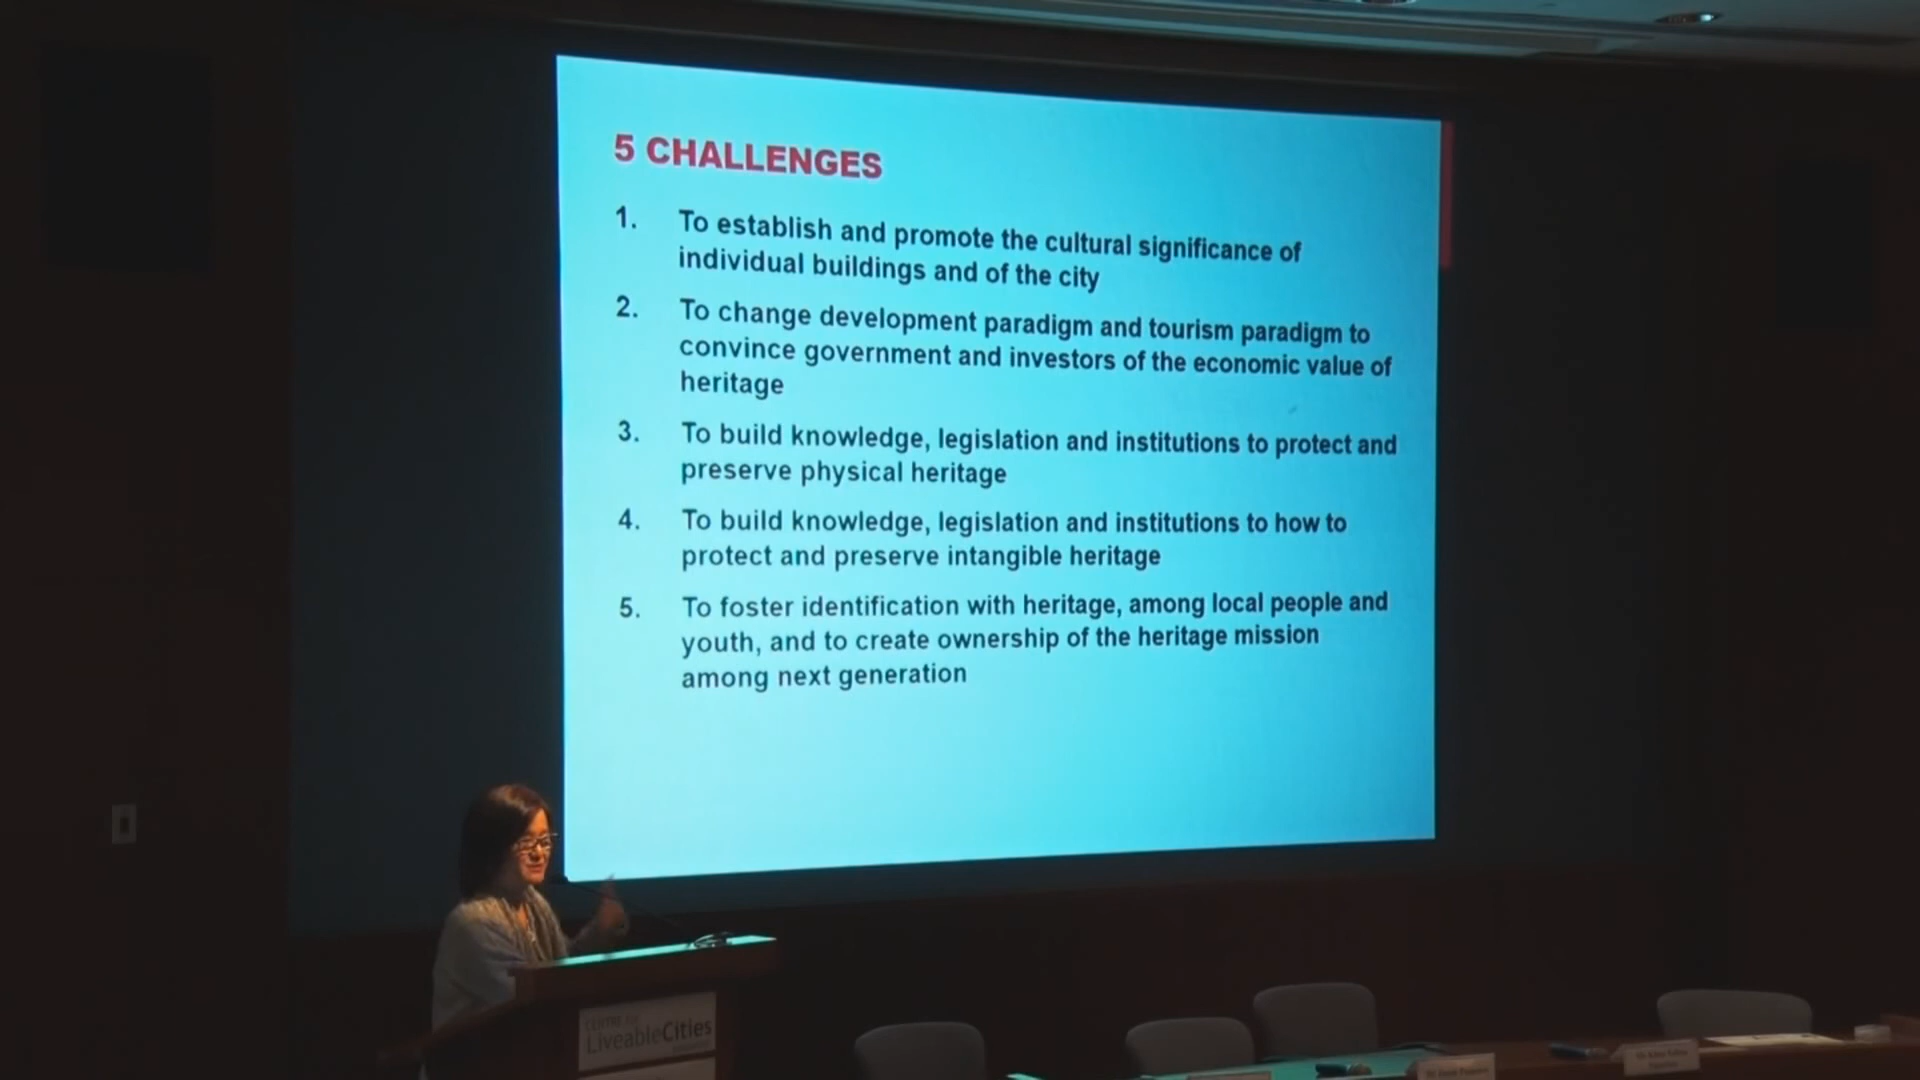 5 CHALLENGES
1. To establish and promote the cultural significance of
individual buildings and of the city
2. To change development paradigm and tourism paradigm to
convince government and investors of the economic value of
heritage
3. To build knowledge, legislation and institutions to protect and
preserve physical heritage
4. To build knowledge, legislation and institutions to how to
protect and preserve intangible heritage
5. To foster identification with heritage, among local people and
youth, and to create ownership of the heritage mission
among next generation
CENTRE for
LiveableCities